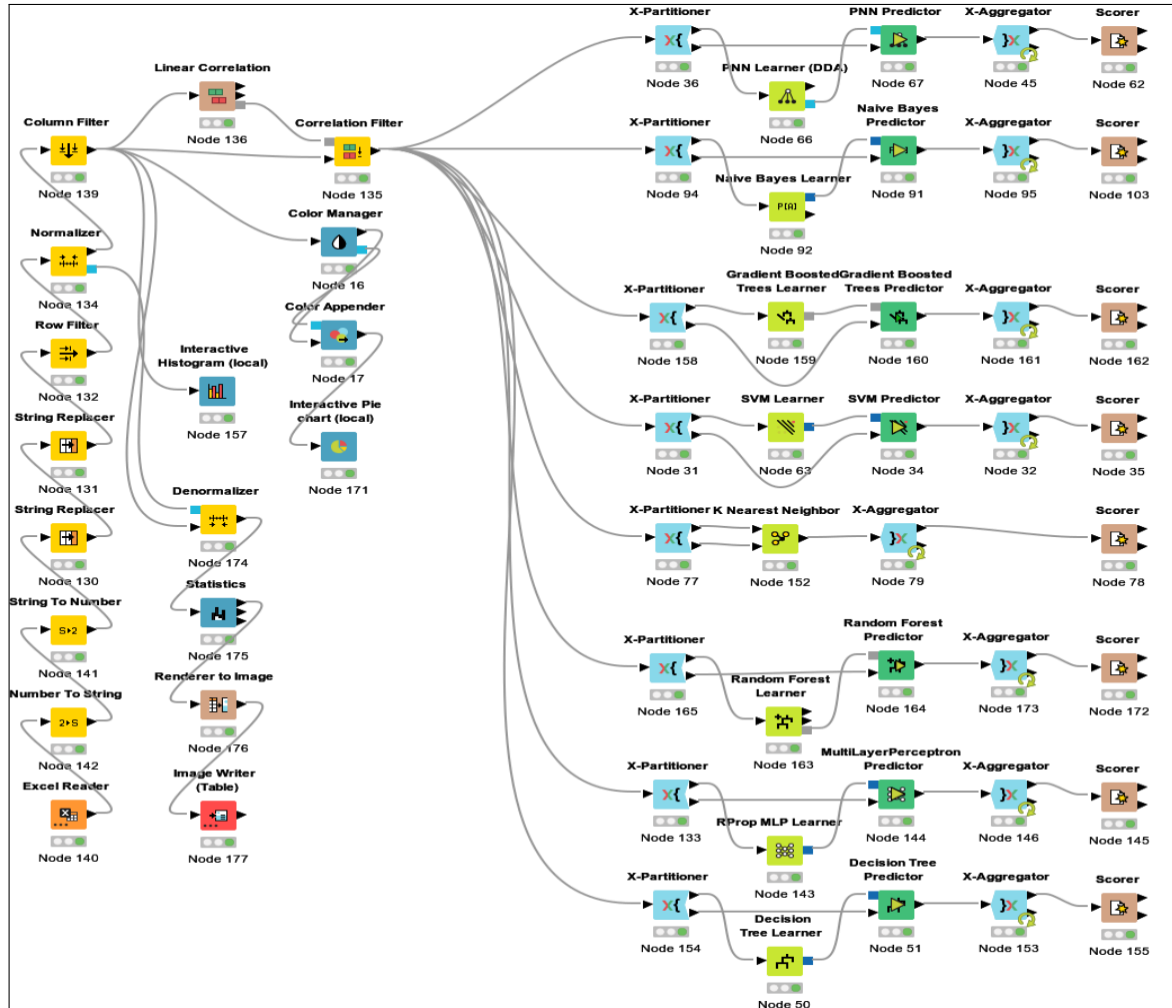 Linear Correlation
Node 136
Column Filter
Node 139
Correlation Filter
Node 135
Normalizer
Node 134
Color Manager
Node 16
Row Filter
Node 132
Interactive
Histogram (local)
Node 157
Color Appender
Node 17
String Replacer
Node 131
Interactive Pie
chart (local)
Node 171
String Replacer
Node 130
Denormalizer
Node 174
String To Number
S▸2
Node 141
Statistics
Node 175
Number To String
2▸S
Node 142
Renderer to Image
Node 176
Excel Reader
Node 140
Image Writer
(Table)
Node 177
X-Partitioner
Node 36
PNN Learner (DDA)
Node 66
PNN Predictor
Node 67
X-Aggregator
Node 45
Scorer
Node 62
X-Partitioner
Node 94
Naive Bayes Learner
P[A]
Node 92
Naive Bayes
Predictor
Node 91
X-Aggregator
Node 95
Scorer
Node 103
X-Partitioner
Node 158
Gradient Boosted
Trees Learner
Node 159
Gradient Boosted
Trees Predictor
Node 160
X-Aggregator
Node 161
Scorer
Node 162
X-Partitioner
Node 31
SVM Learner
Node 63
SVM Predictor
Node 34
X-Aggregator
Node 32
Scorer
Node 35
X-Partitioner
Node 77
K Nearest Neighbor
Node 152
X-Aggregator
Node 79
Scorer
Node 78
X-Partitioner
Node 165
Random Forest
Learner
Node 163
Random Forest
Predictor
Node 164
X-Aggregator
Node 173
Scorer
Node 172
X-Partitioner
Node 133
RProp MLP Learner
Node 143
MultiLayerPerceptron
Predictor
Node 144
X-Aggregator
Node 146
Scorer
Node 145
X-Partitioner
Node 154
Decision
Tree Learner
Node 50
Decision Tree
Predictor
Node 51
X-Aggregator
Node 153
Scorer
Node 155